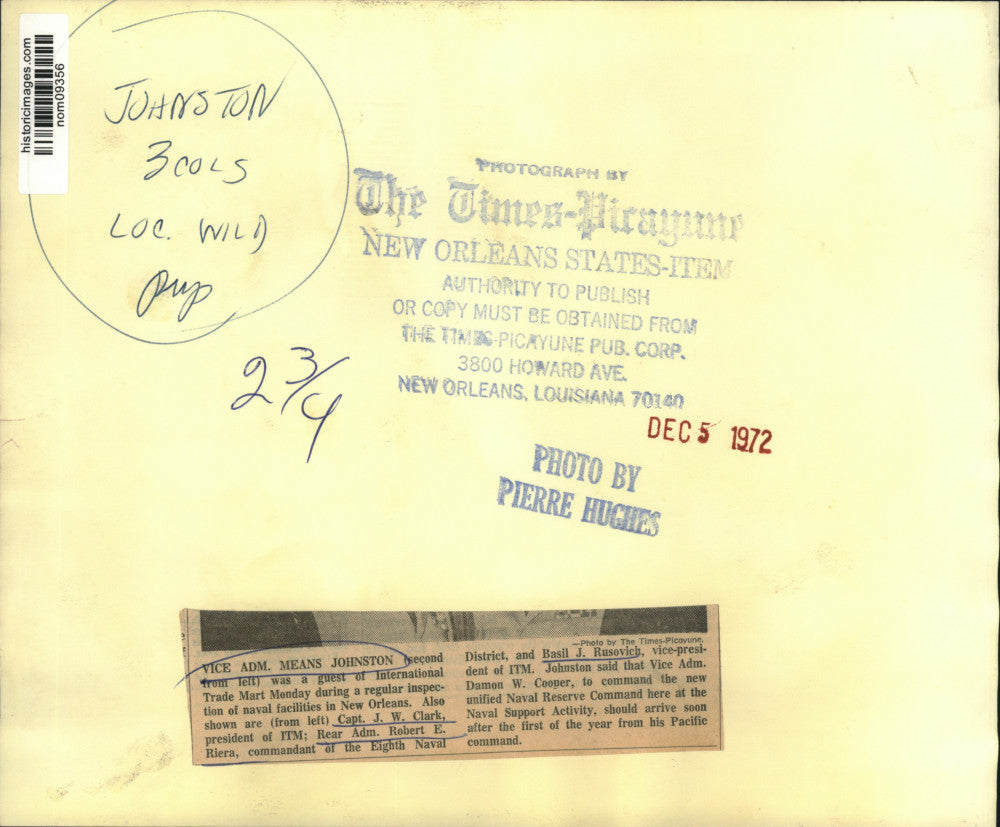 historicimages.com
nom09356
JOHNSTON
3 COLS
LOC. WILD
2 3/4
PHOTOGRAPH BY
The Times-Picayune
NEW ORLEANS STATES-ITEM
AUTHORITY TO PUBLISH
OR COPY MUST BE OBTAINED FROM
THE TIMES-PICAYUNE PUB. CORP.
3800 HOWARD AVE.
NEW ORLEANS, LOUISIANA 70140
DEC 5 1972
PHOTO BY
PIERRE HUGHES
—Photo by The Times-Picayune.
VICE ADM. MEANS JOHNSTON (second
from left) was a guest of International
Trade Mart Monday during a regular inspec-
tion of naval facilities in New Orleans. Also
shown are (from left) Capt. J. W. Clark,
president of ITM; Rear Adm. Robert E.
Riera, commandant of the Eighth Naval
District, and Basil J. Rusovich, vice-presi-
dent of ITM. Johnston said that Vice Adm.
Damon W. Cooper, to command the new
unified Naval Reserve Command here at the
Naval Support Activity, should arrive soon
after the first of the year from his Pacific
command.